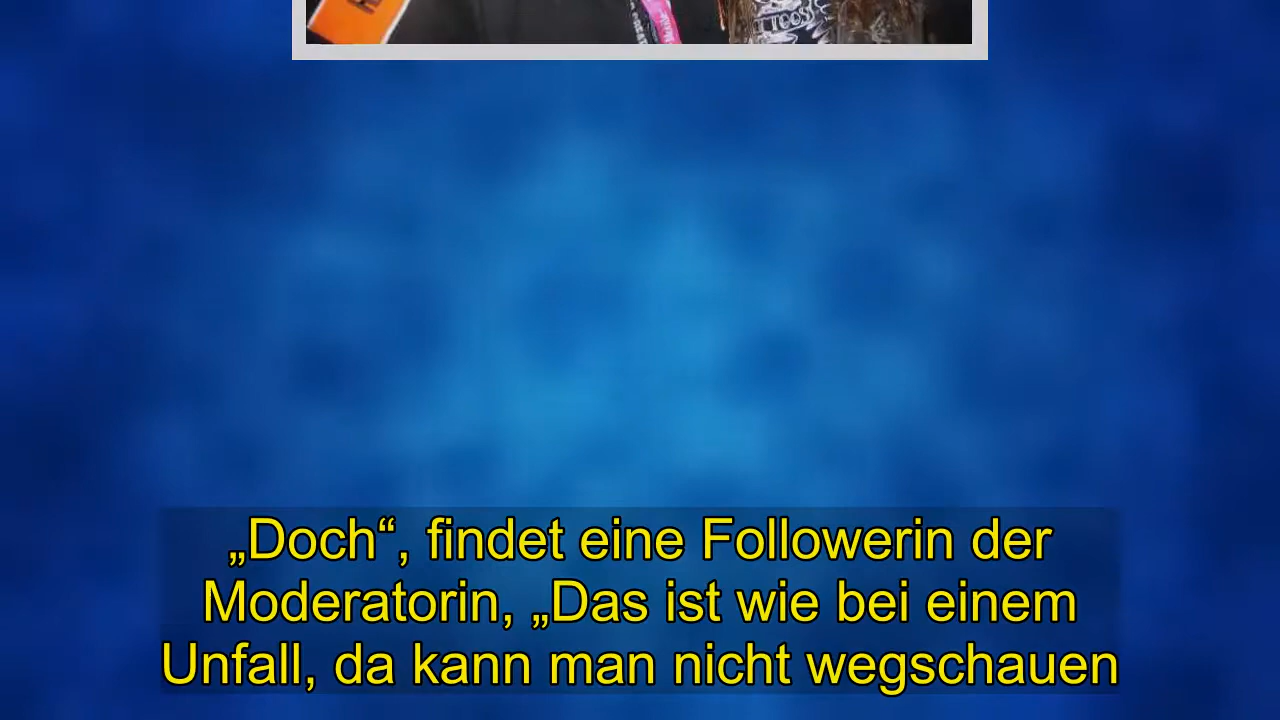 „Doch“, findet eine Followerin der
Moderatorin, „Das ist wie bei einem
Unfall, da kann man nicht wegschauen